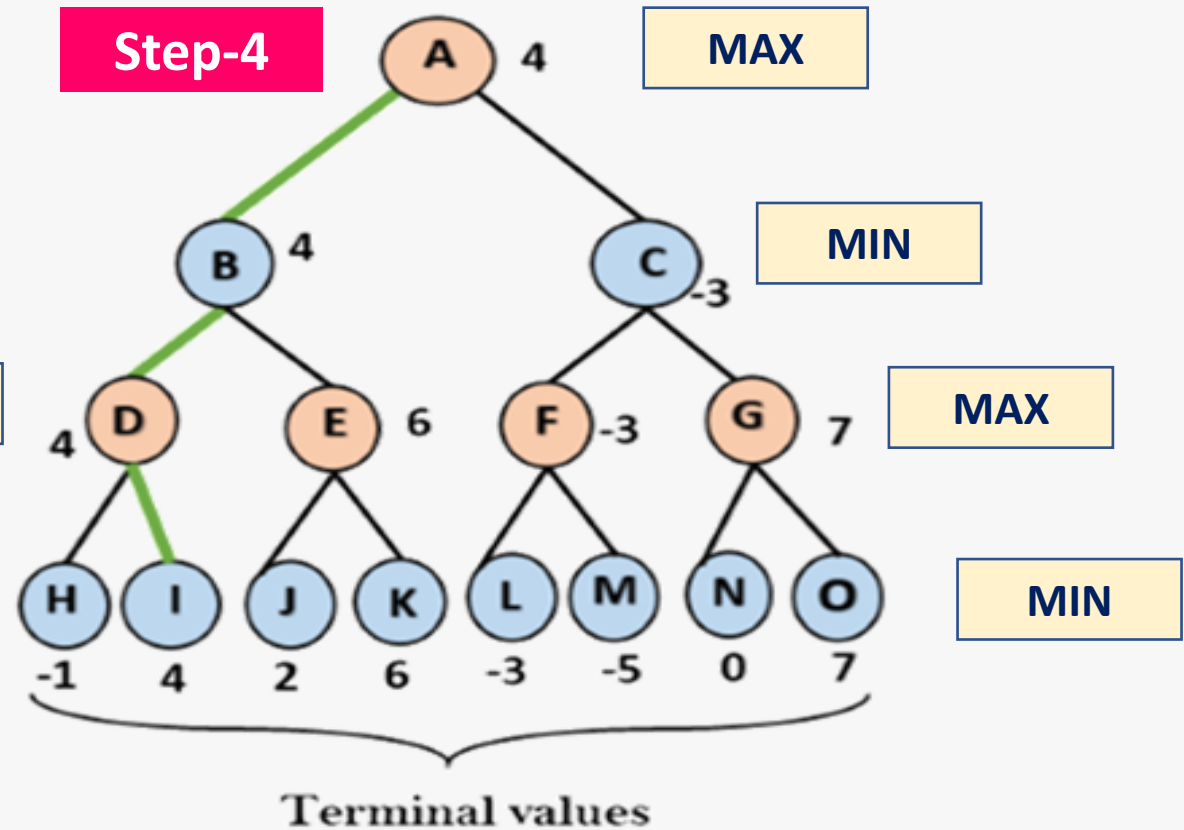 Step-4
A 4
MAX
B 4
C -3
MIN
4 D
E 6
F -3
G 7
MAX
H I J K L M N O
MIN
-1 4 2 6 -3 -5 0 7
Terminal values